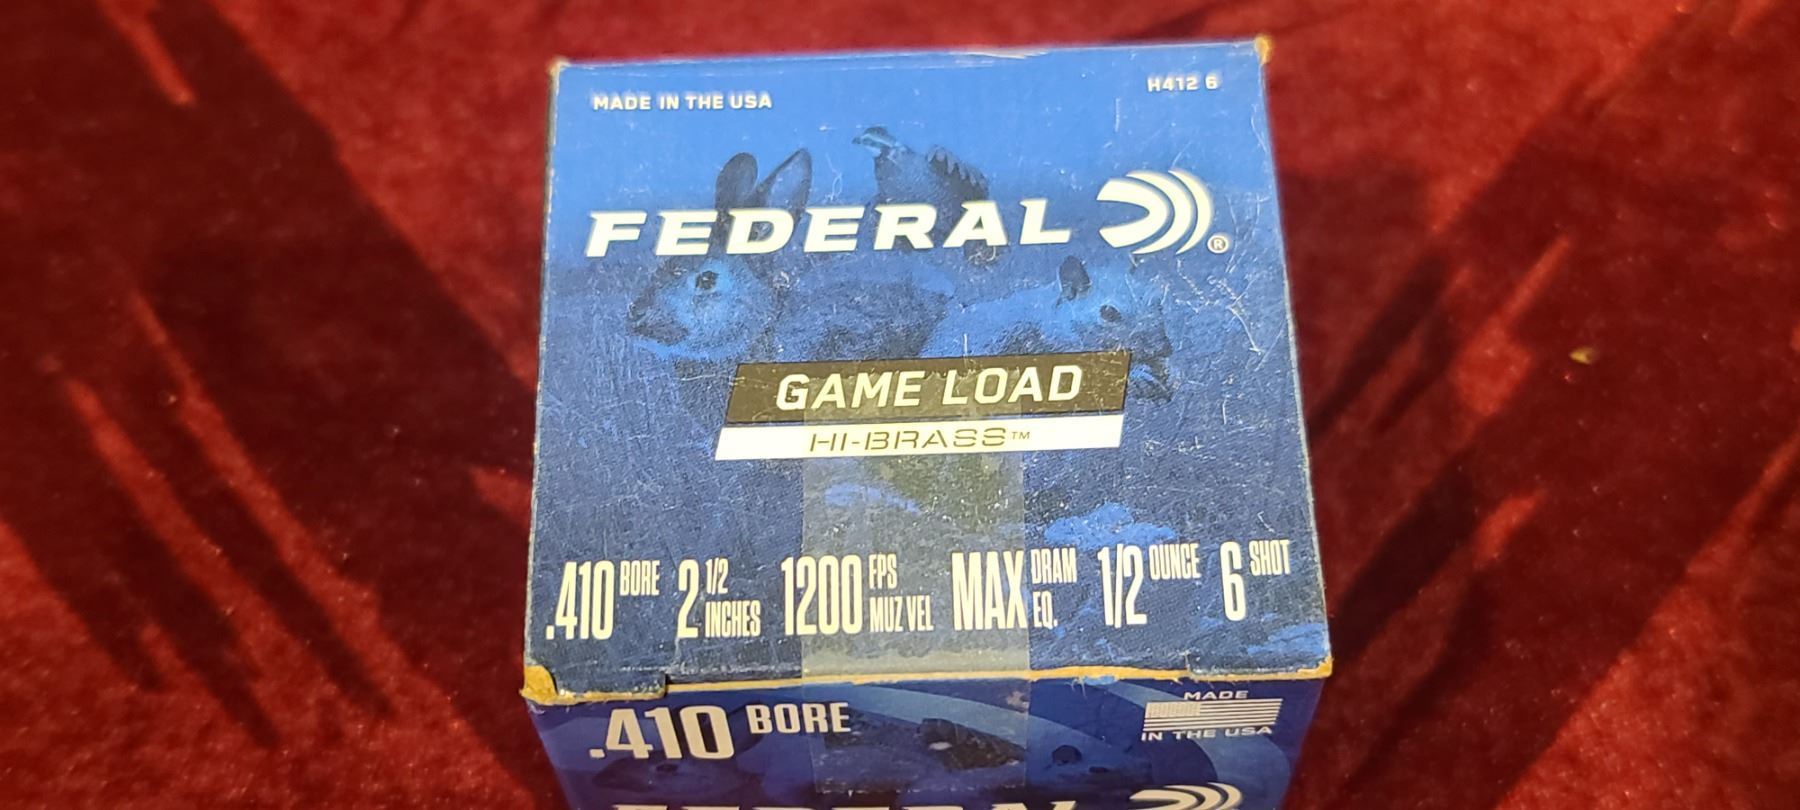 MADE IN THE USA H412 6
FEDERAL ®
GAME LOAD
HI-BRASS™
.410 BORE 2 1/2 INCHES 1200 FPS MUZ VEL MAX DRAM EQ. 1/2 OUNCE 6 SHOT
.410 BORE
MADE
IN THE USA
FEDERAL